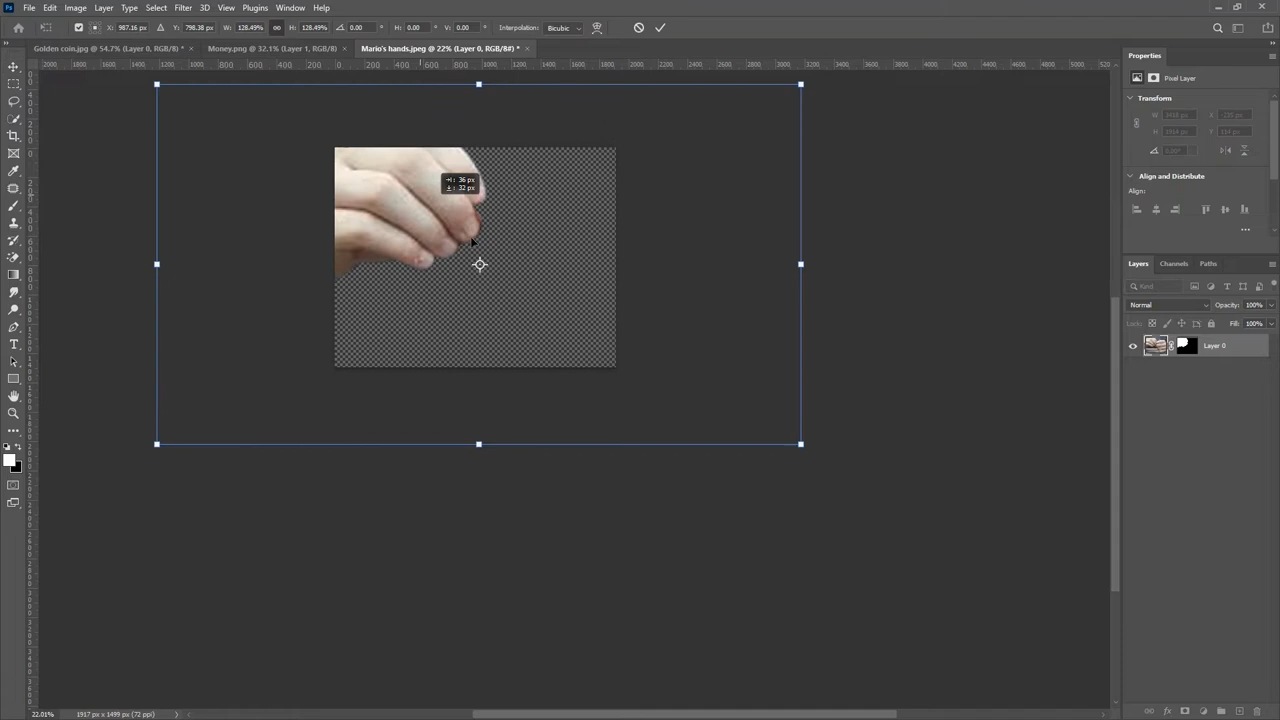 Ps File Edit Image Layer Type Select Filter 3D View Plugins Window Help
X: 987.16 px Y: 798.38 px W: 128.49% H: 128.49% 0.00 ° H: 0.00 ° V: 0.00 ° Interpolation: Bicubic
Golden coin.jpg @ 54.7% (Layer 0, RGB/8) * × Money.png @ 32.1% (Layer 1, RGB/8) × Mario's hands.jpeg @ 22% (Layer 0, RGB/8#) * ×
2000 1800 1600 1400 1200 1000 800 600 400 200 0 200 400 600 800 1000 1200 1400 1600 1800 2000 2200 2400 2600 2800 3000 3200 3400 3600 3800 4000 4200 4400 4600 4800 5000
Properties
Pixel Layer
Transform
W: 3418 px X: -235 px
H: 1914 px Y: 114 px
0.00°
Align and Distribute
Align:
: 36 px
: 32 px
Layers Channels Paths
Kind
Normal Opacity: 100%
Lock: Fill: 100%
Layer 0
22.01% 1917 px x 1499 px (72 ppi)